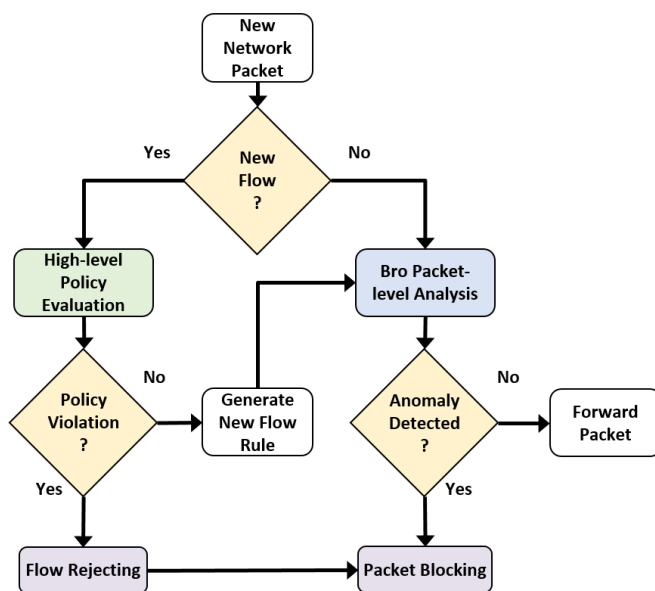 New
Network
Packet
Yes
No
New
Flow
?
High-level
Policy
Evaluation
Bro Packet-
level Analysis
Policy
Violation
?
No
Generate
New Flow
Rule
Anomaly
Detected
?
No
Forward
Packet
Yes
Yes
Flow Rejecting
Packet Blocking